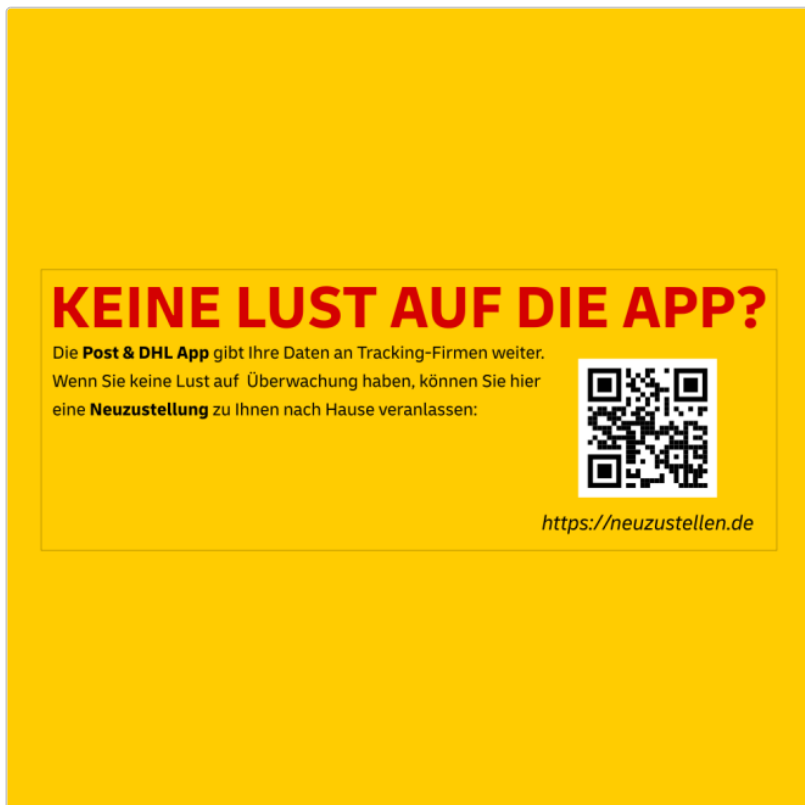 KEINE LUST AUF DIE APP?
Die Post & DHL App gibt Ihre Daten an Tracking-Firmen weiter.
Wenn Sie keine Lust auf Überwachung haben, können Sie hier
eine Neuzustellung zu Ihnen nach Hause veranlassen:
https://neuzustellen.de